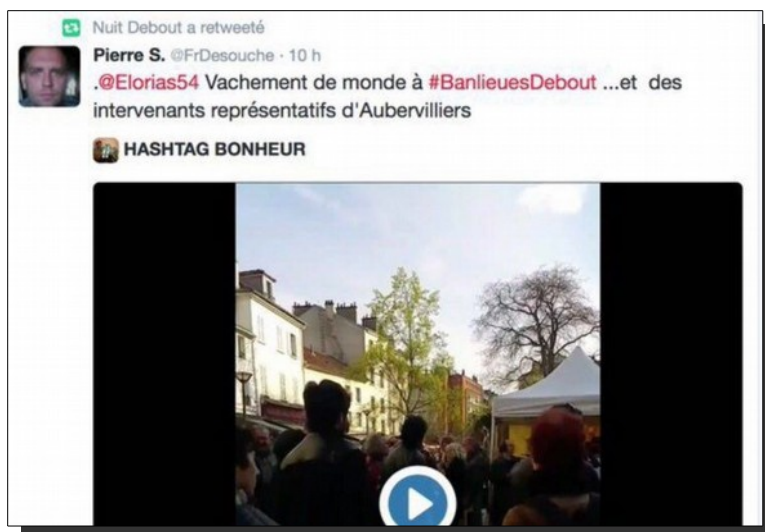 Nuit Debout a retweeté
Pierre S. @FrDesouche · 10 h
.@Elorias54 Vachement de monde à #BanlieuesDebout ...et des
intervenants représentatifs d'Aubervilliers
HASHTAG BONHEUR